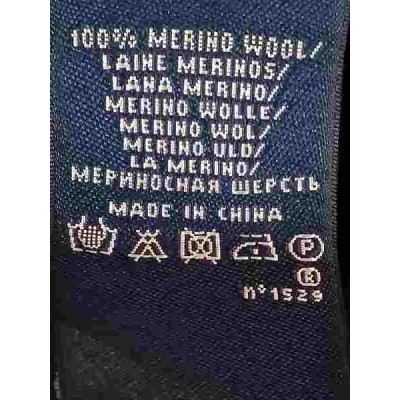 100% MERINO WOOL/
LAINE MERINOS/
LANA MERINO/
MERINO WOLLE/
MERINO WOL/
MERINO ULD/
LA MERINO/
МЕРИНОСНАЯ ШЕРСТЬ
MADE IN CHINA
P
K
n°1529